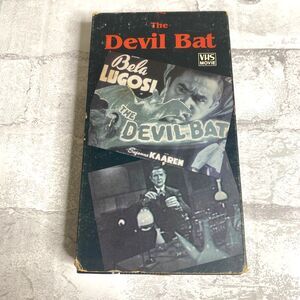 The
Devil Bat
VHS
MOVIE
Bela
LUGOSI
THE
DEVIL BAT
Suzanne KAAREN